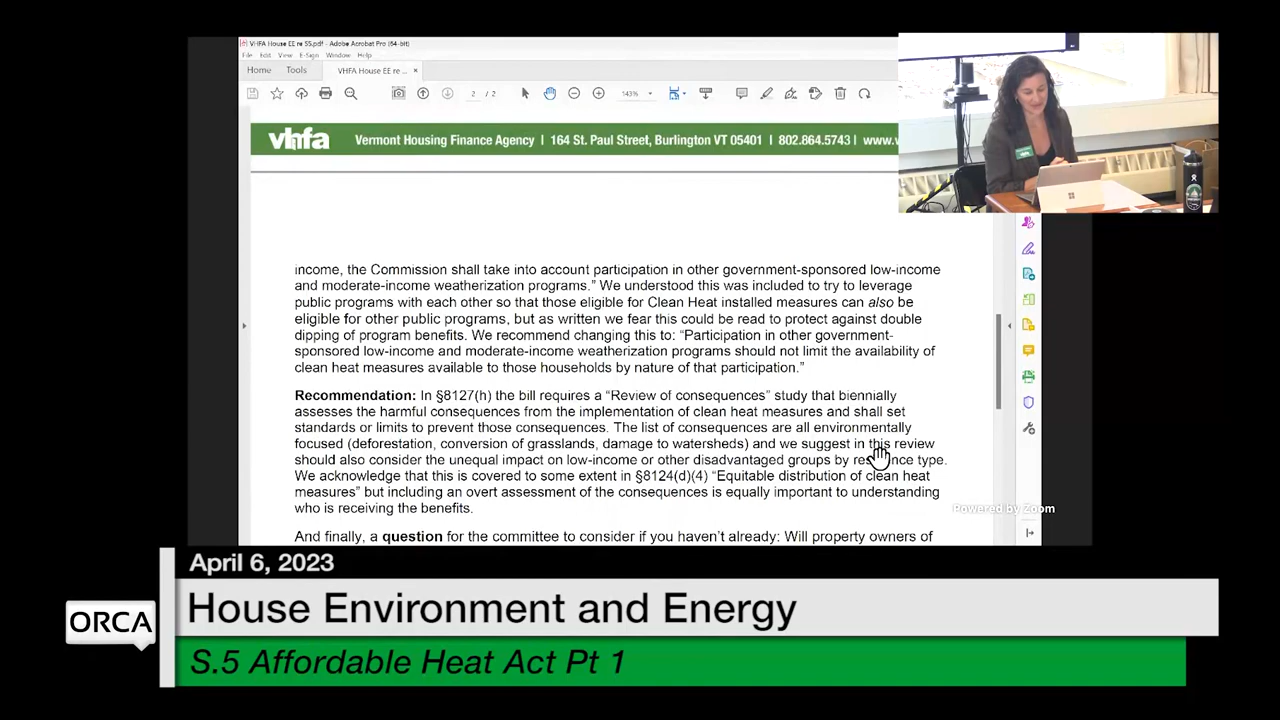 VHFA House EE re S5.pdf - Adobe Acrobat Pro (64-bit)
File Edit View E-Sign Window Help
Home Tools VHFA House EE re ... ×
2 / 2 143%
vhfa Vermont Housing Finance Agency | 164 St. Paul Street, Burlington VT 05401 | 802.864.5743 | www.v
income, the Commission shall take into account participation in other government-sponsored low-income
and moderate-income weatherization programs.” We understood this was included to try to leverage
public programs with each other so that those eligible for Clean Heat installed measures can also be
eligible for other public programs, but as written we fear this could be read to protect against double
dipping of program benefits. We recommend changing this to: “Participation in other government-
sponsored low-income and moderate-income weatherization programs should not limit the availability of
clean heat measures available to those households by nature of that participation.”
Recommendation: In §8127(h) the bill requires a “Review of consequences” study that biennially
assesses the harmful consequences from the implementation of clean heat measures and shall set
standards or limits to prevent those consequences. The list of consequences are all environmentally
focused (deforestation, conversion of grasslands, damage to watersheds) and we suggest in this review
should also consider the unequal impact on low-income or other disadvantaged groups by residence type.
We acknowledge that this is covered to some extent in §8124(d)(4) “Equitable distribution of clean heat
measures” but including an overt assessment of the consequences is equally important to understanding
who is receiving the benefits.
And finally, a question for the committee to consider if you haven’t already: Will property owners of
Powered by Zoom
April 6, 2023
ORCA
House Environment and Energy
S.5 Affordable Heat Act Pt 1